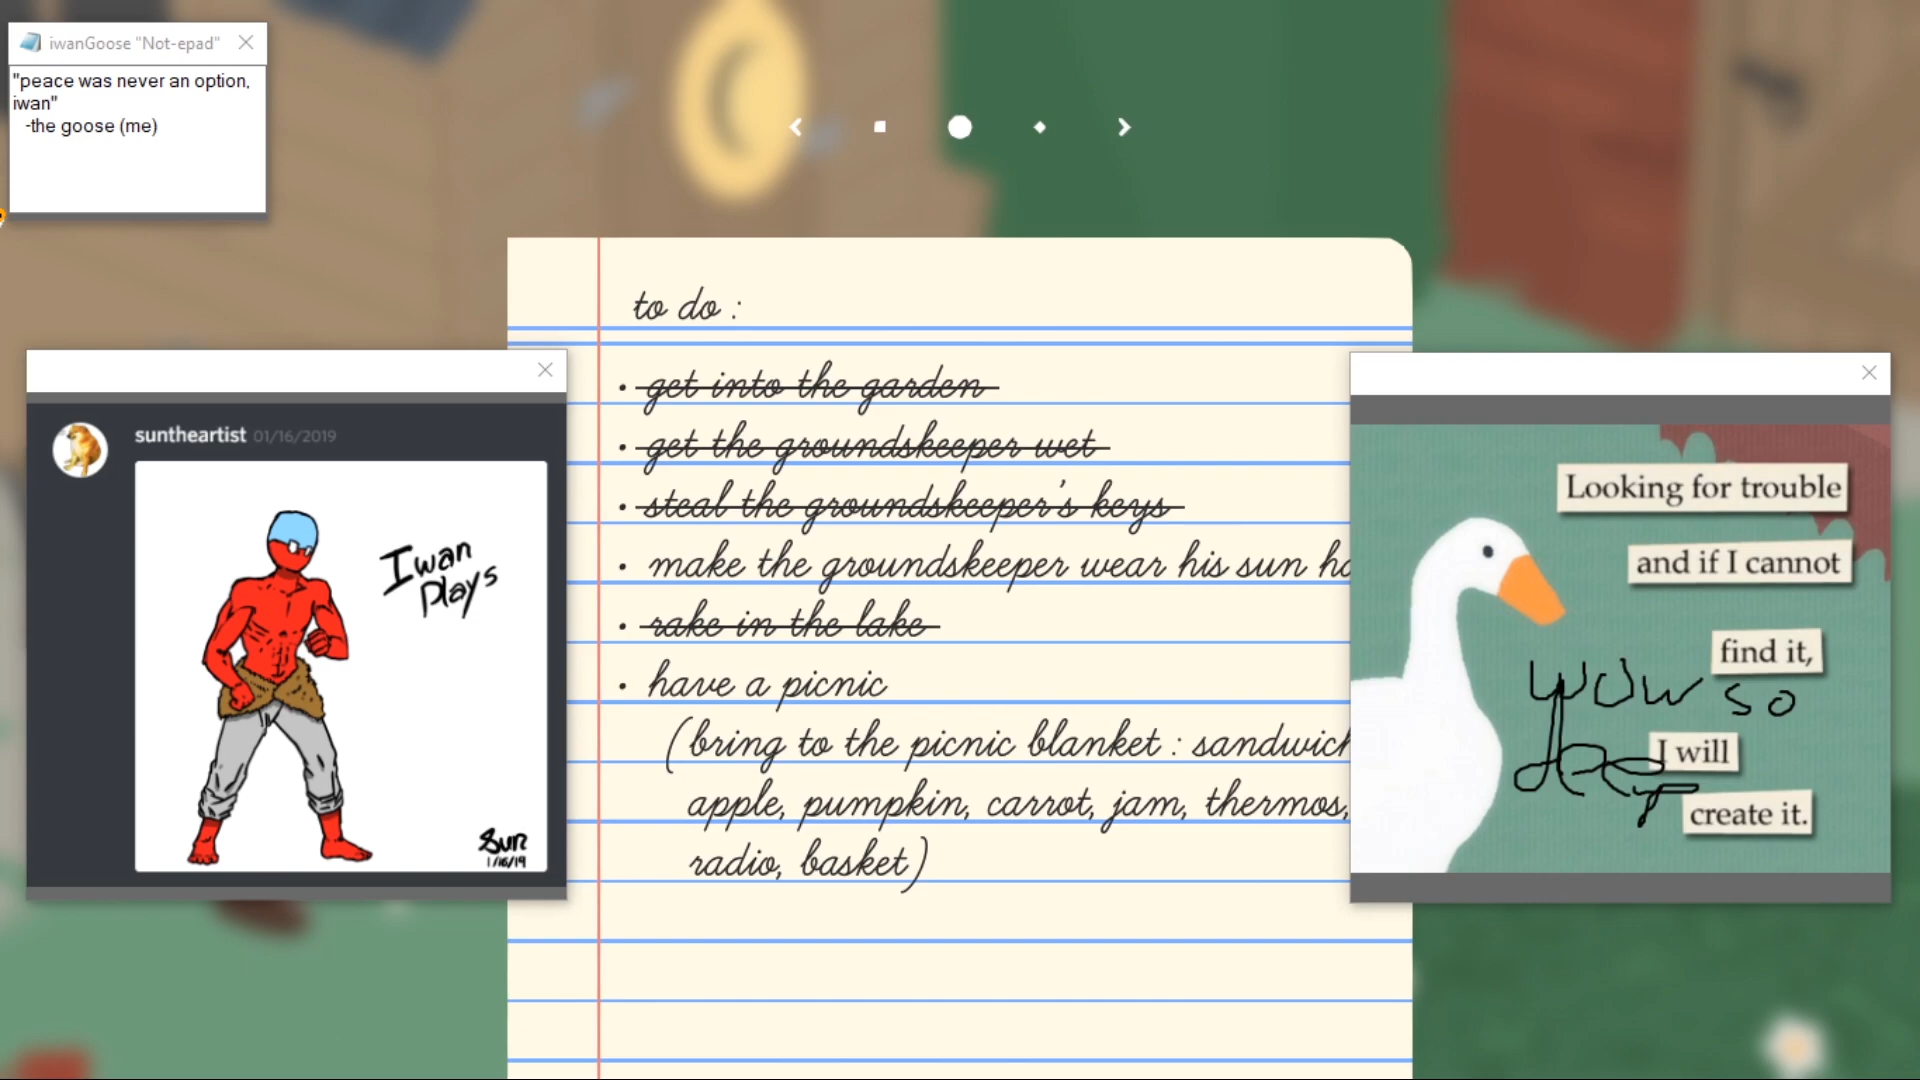 iwanGoose "Not-epad"
"peace was never an option,
iwan"
-the goose (me)
to do :
• get into the garden
• get the groundskeeper wet
• steal the groundskeeper's keys
• make the groundskeeper wear his sun
• rake in the lake
• have a picnic
(bring to the picnic blanket : sandwich
apple, pumpkin, carrot, jam, thermos,
radio, basket)
suntheartist 01/16/2019
Iwan
Plays
Sun
1/16/19
Looking for trouble
and if I cannot
find it,
wow so
I will
deep
create it.